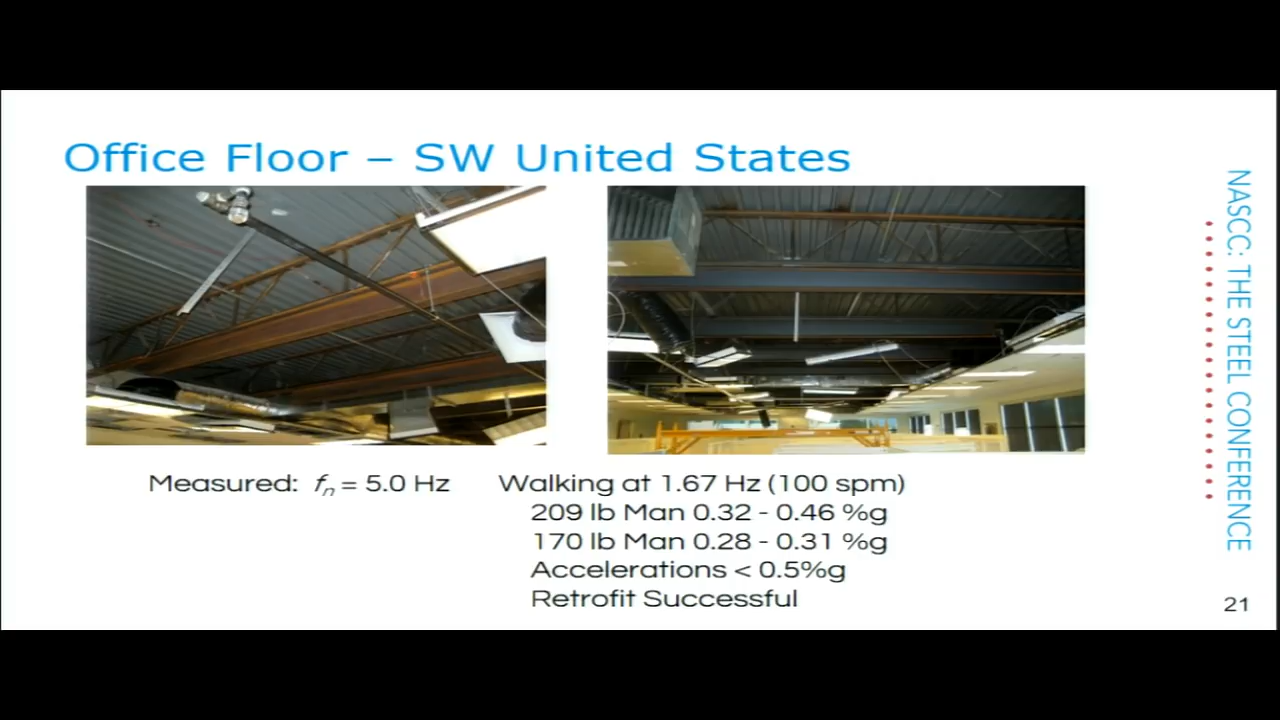 Office Floor – SW United States
Measured: fn = 5.0 Hz
Walking at 1.67 Hz (100 spm)
209 lb Man 0.32 - 0.46 %g
170 lb Man 0.28 - 0.31 %g
Accelerations < 0.5%g
Retrofit Successful
NASCC: THE STEEL CONFERENCE
21